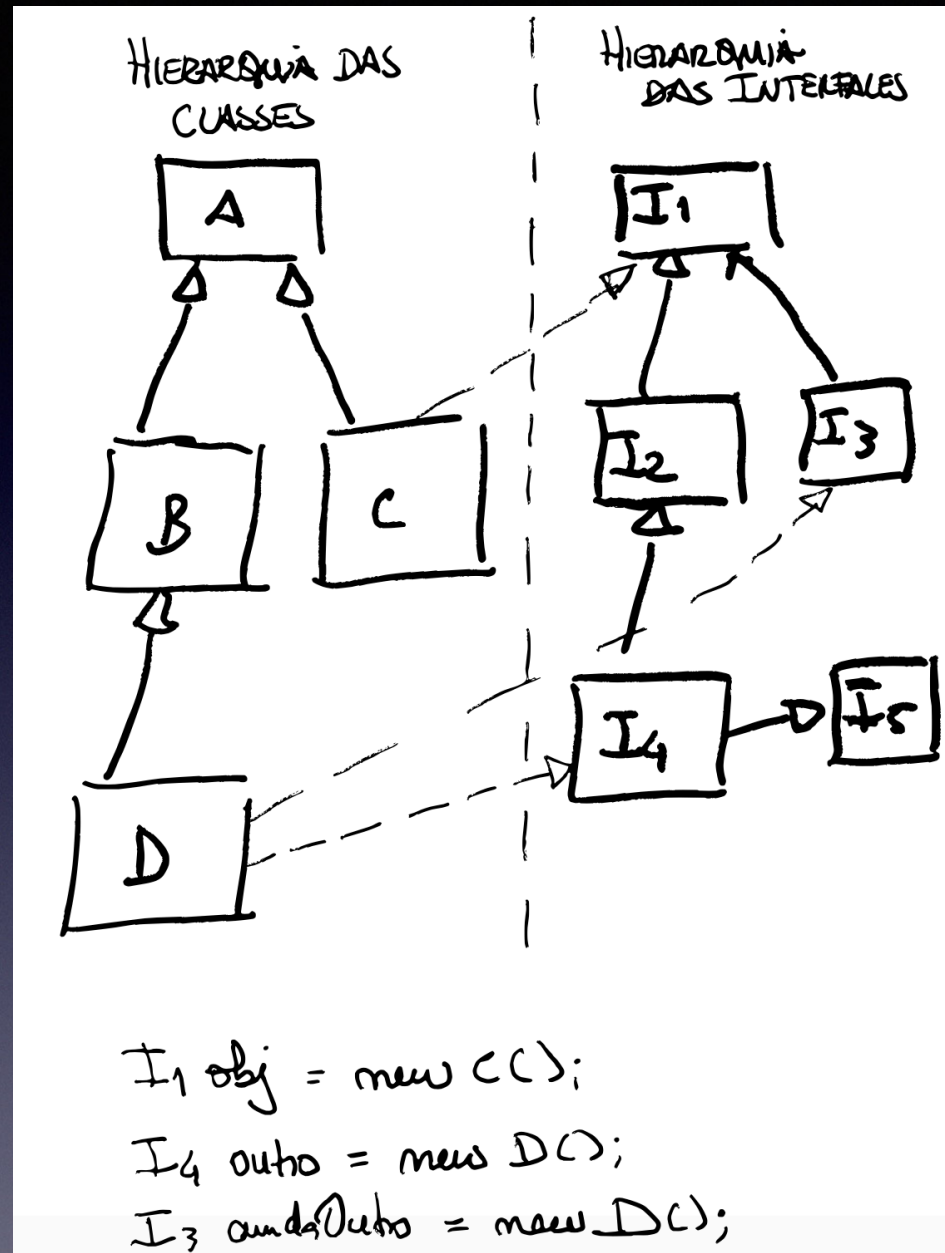 HIERARQUIA DAS
CLASSES
HIERARQUIA
DAS INTERFACES
A
I1
B
C
I2
I3
D
I4
I5
I1 obj = new C();
I4 outro = new D();
I3 aindaOutro = new D();